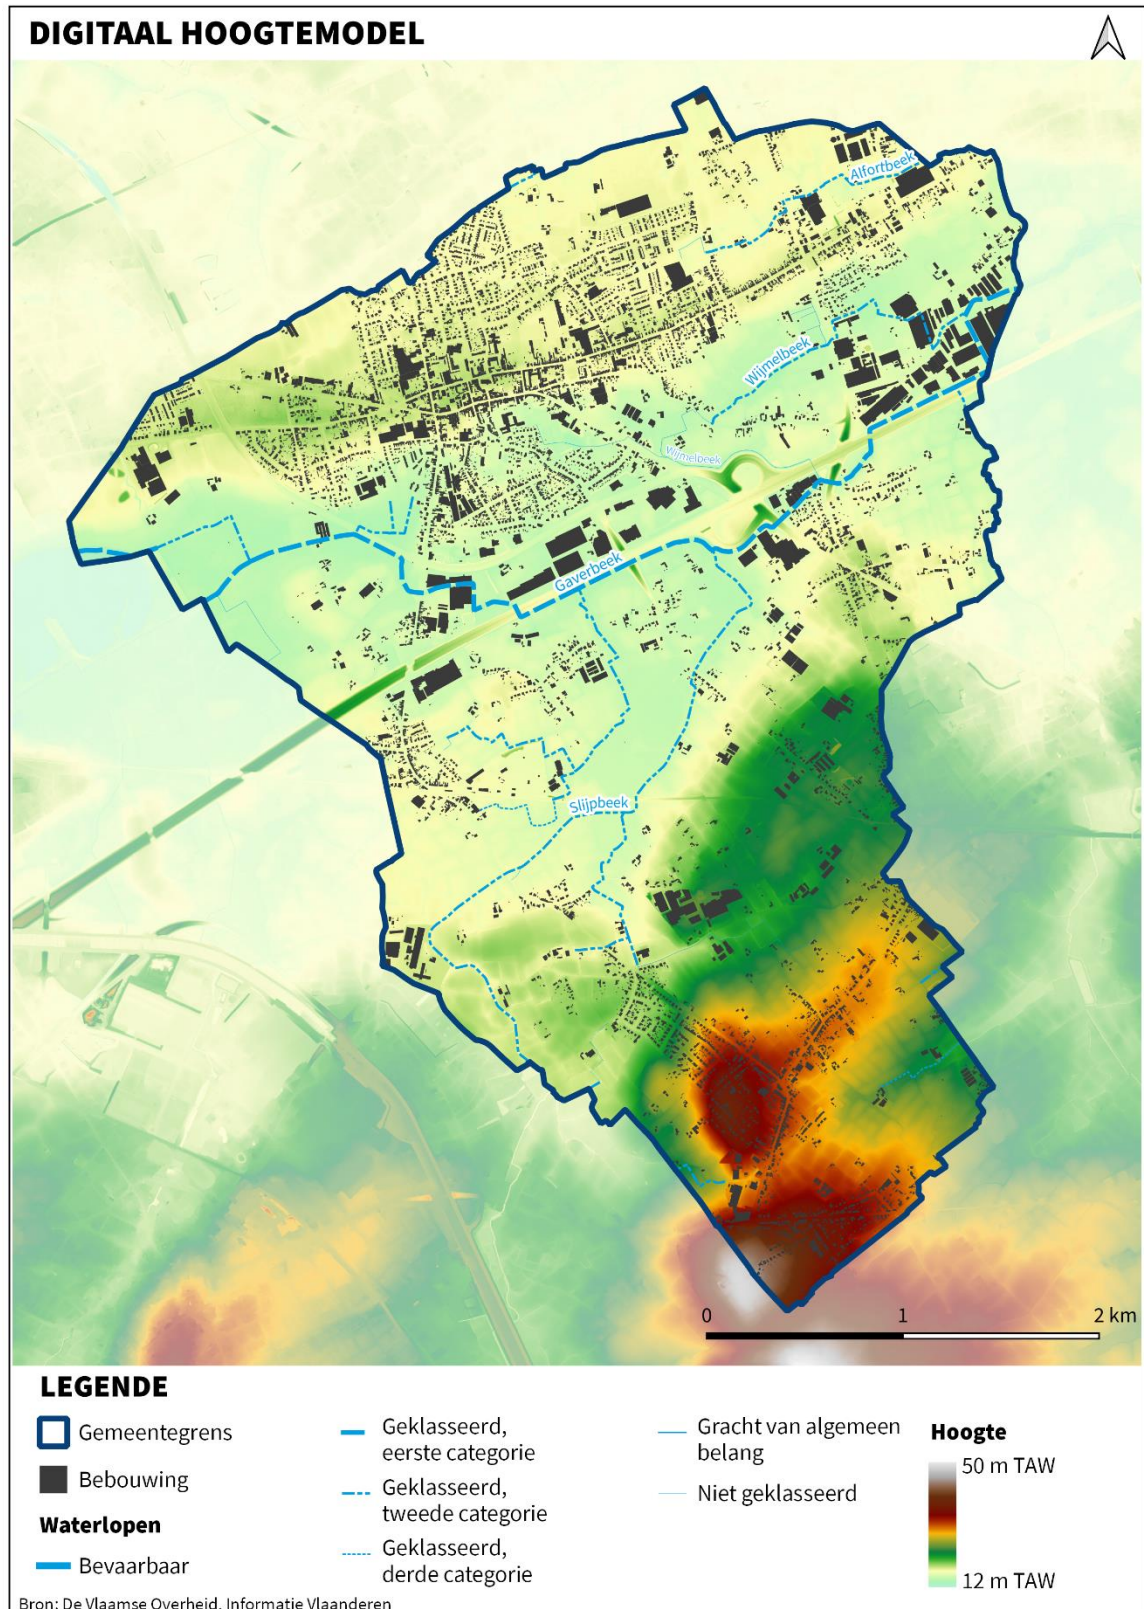 DIGITAAL HOOGTEMODEL
Alfortbeek
Wijmelbeek
Wijmelbeek
Gaverbeek
Slijpbeek
0 1 2 km
LEGENDE
Gemeentegrens
Bebouwing
Waterlopen
Bevaarbaar
Geklasseerd,
eerste categorie
Geklasseerd,
tweede categorie
Geklasseerd,
derde categorie
Gracht van algemeen
belang
Niet geklasseerd
Hoogte
50 m TAW
12 m TAW
Bron: De Vlaamse Overheid, Informatie Vlaanderen